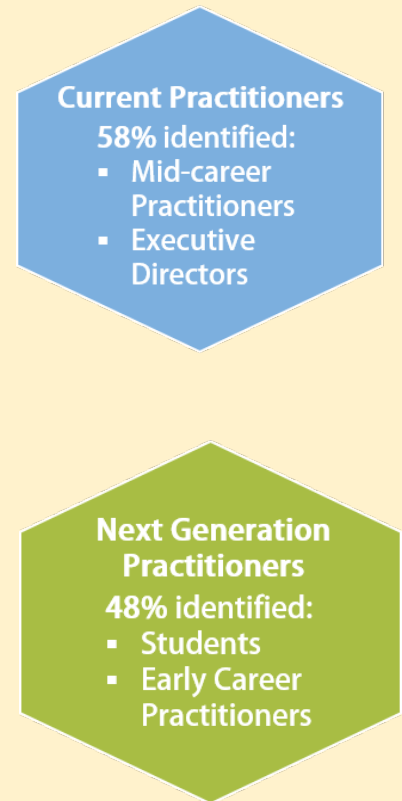 Current Practitioners
58% identified:
▪ Mid-career
Practitioners
▪ Executive
Directors
Next Generation
Practitioners
48% identified:
▪ Students
▪ Early Career
Practitioners